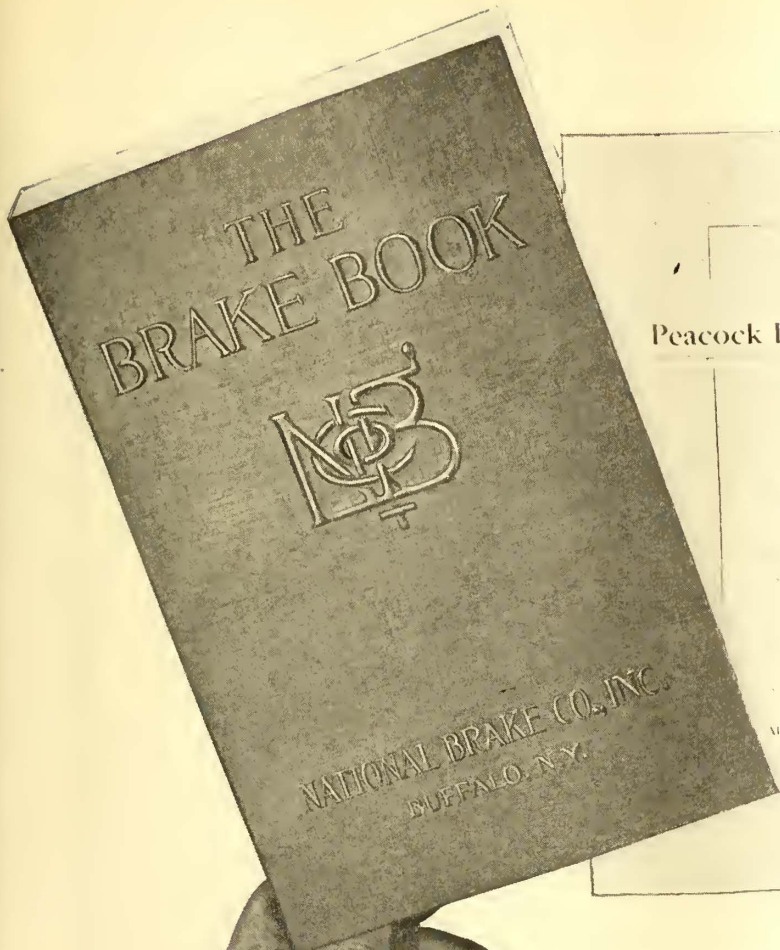 THE
BRAKE BOOK
NBCO
NATIONAL BRAKE CO., INC.
BUFFALO, N.Y.
Peacock